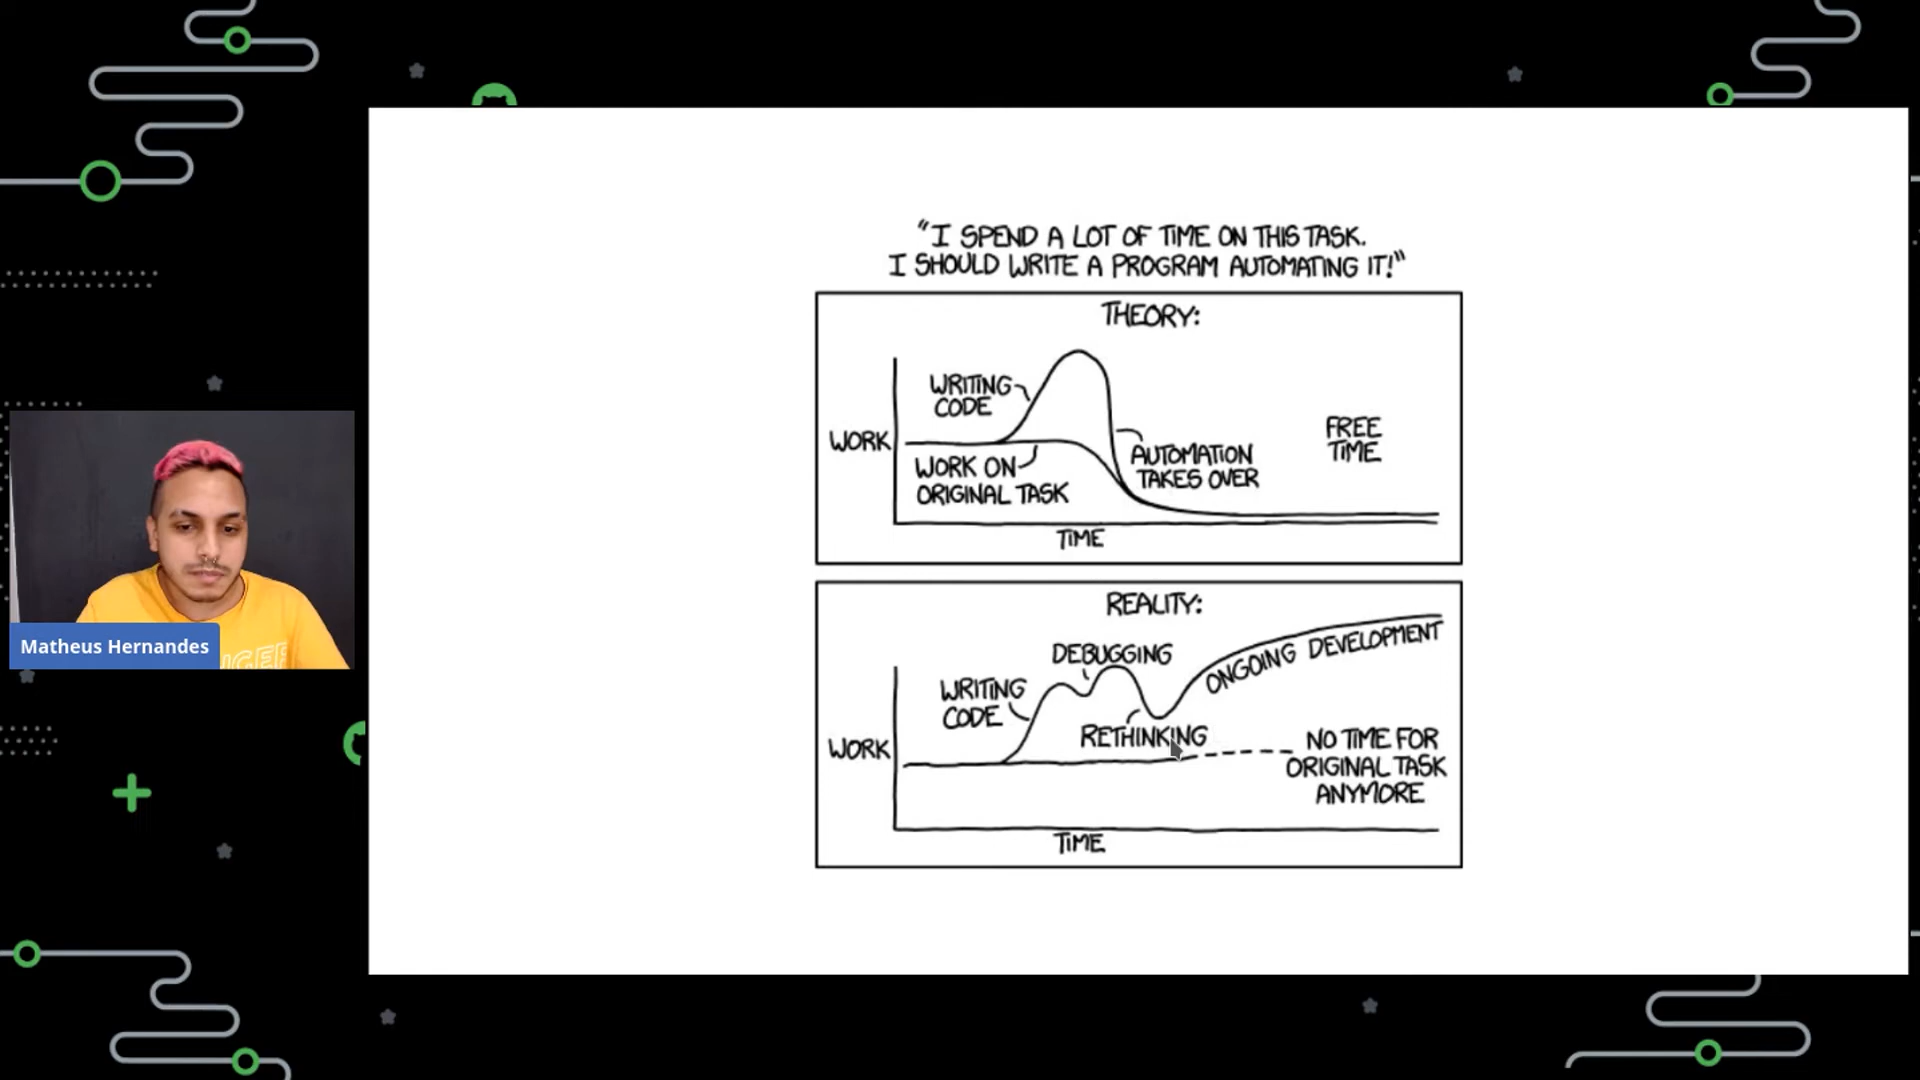 "I SPEND A LOT OF TIME ON THIS TASK.
I SHOULD WRITE A PROGRAM AUTOMATING IT!"
THEORY:
WRITING
CODE
WORK
WORK ON
ORIGINAL TASK
AUTOMATION
TAKES OVER
FREE
TIME
TIME
REALITY:
DEBUGGING
WRITING
CODE
ONGOING DEVELOPMENT
RETHINKING
WORK
NO TIME FOR
ORIGINAL TASK
ANYMORE
TIME
Matheus Hernandes